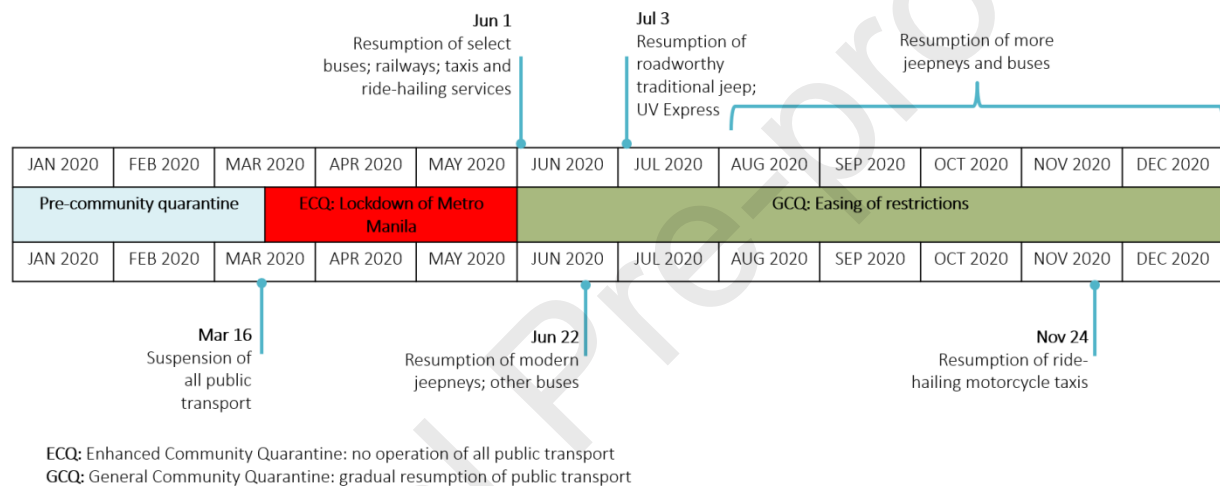 Jun 1
Resumption of select
buses; railways; taxis and
ride-hailing services
Jul 3
Resumption of
roadworthy
traditional jeep;
UV Express
Resumption of more
jeepneys and buses
JAN 2020 FEB 2020 MAR 2020 APR 2020 MAY 2020 JUN 2020 JUL 2020 AUG 2020 SEP 2020 OCT 2020 NOV 2020 DEC 2020
Pre-community quarantine
ECQ: Lockdown of Metro
Manila
GCQ: Easing of restrictions
JAN 2020 FEB 2020 MAR 2020 APR 2020 MAY 2020 JUN 2020 JUL 2020 AUG 2020 SEP 2020 OCT 2020 NOV 2020 DEC 2020
Mar 16
Suspension of
all public
transport
Jun 22
Resumption of modern
jeepneys; other buses
Nov 24
Resumption of ride-
hailing motorcycle taxis
ECQ: Enhanced Community Quarantine: no operation of all public transport
GCQ: General Community Quarantine: gradual resumption of public transport